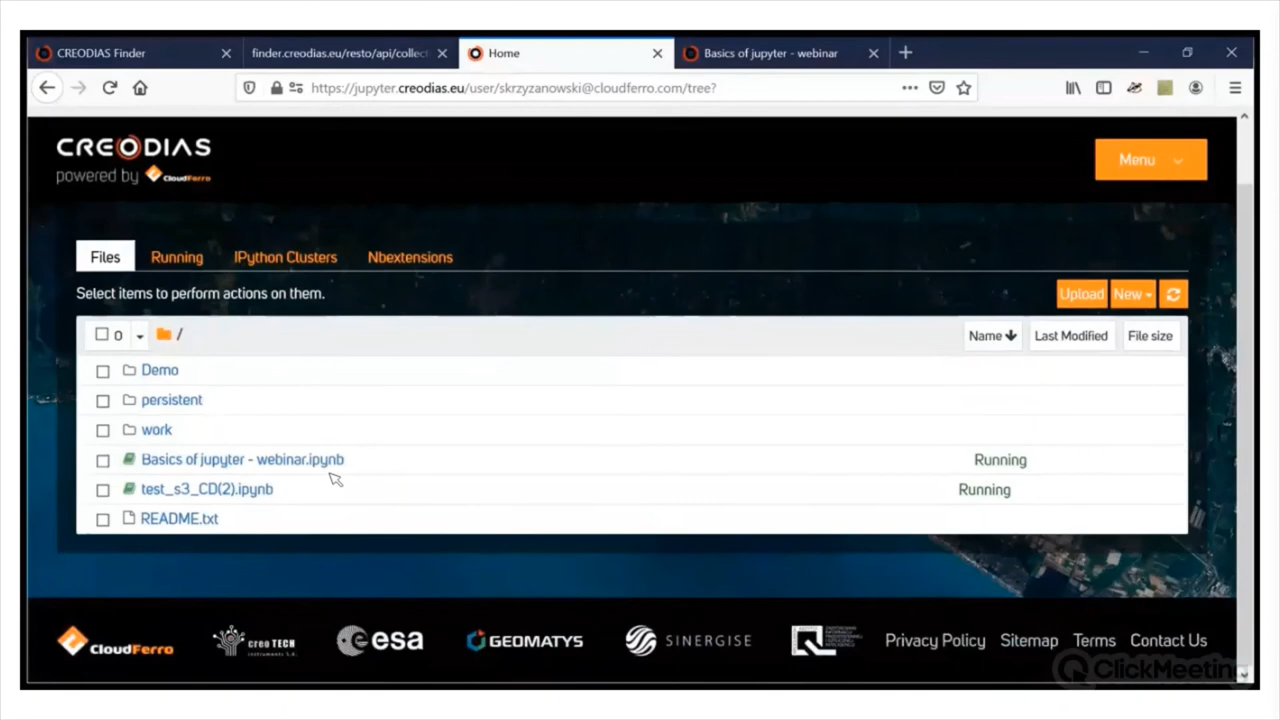 CREODIAS Finder
finder.creodias.eu/resto/api/collect
Home
Basics of jupyter - webinar
https://jupyter.creodias.eu/user/skrzyzanowski@cloudferro.com/tree?
CREODIAS
powered by CloudFerro
Menu
Files Running IPython Clusters Nbextensions
Select items to perform actions on them.
Upload New
0 / Name Last Modified File size
Demo
persistent
work
Basics of jupyter - webinar.ipynb Running
test_s3_CD(2).ipynb Running
README.txt
CloudFerro
creoTECH
instruments S.A.
esa
GEOMATYS
SINERGISE
Privacy Policy Sitemap Terms Contact Us
ClickMeeting